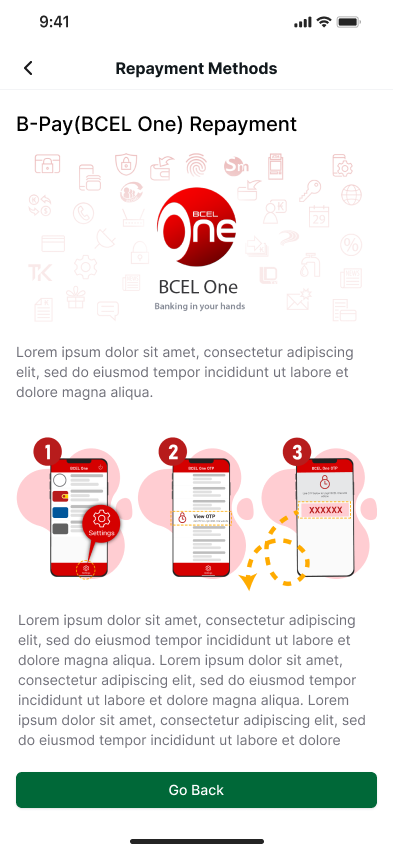 9:41
Repayment Methods
B-Pay(BCEL One) Repayment
BCEL
One
BCEL One
Banking in your hands
Lorem ipsum dolor sit amet, consectetur adipiscing
elit, sed do eiusmod tempor incididunt ut labore et
dolore magna aliqua.
1
2
3
BCEL One
BCEL One OTP
BCEL One OTP
XXXXXX
View OTP
Settings
Lorem ipsum dolor sit amet, consectetur adipiscing
elit, sed do eiusmod tempor incididunt ut labore et
dolore magna aliqua. Lorem ipsum dolor sit amet,
consectetur adipiscing elit, sed do eiusmod tempor
incididunt ut labore et dolore magna aliqua. Lorem
ipsum dolor sit amet, consectetur adipiscing elit, sed
do eiusmod tempor incididunt ut labore et dolore
Go Back